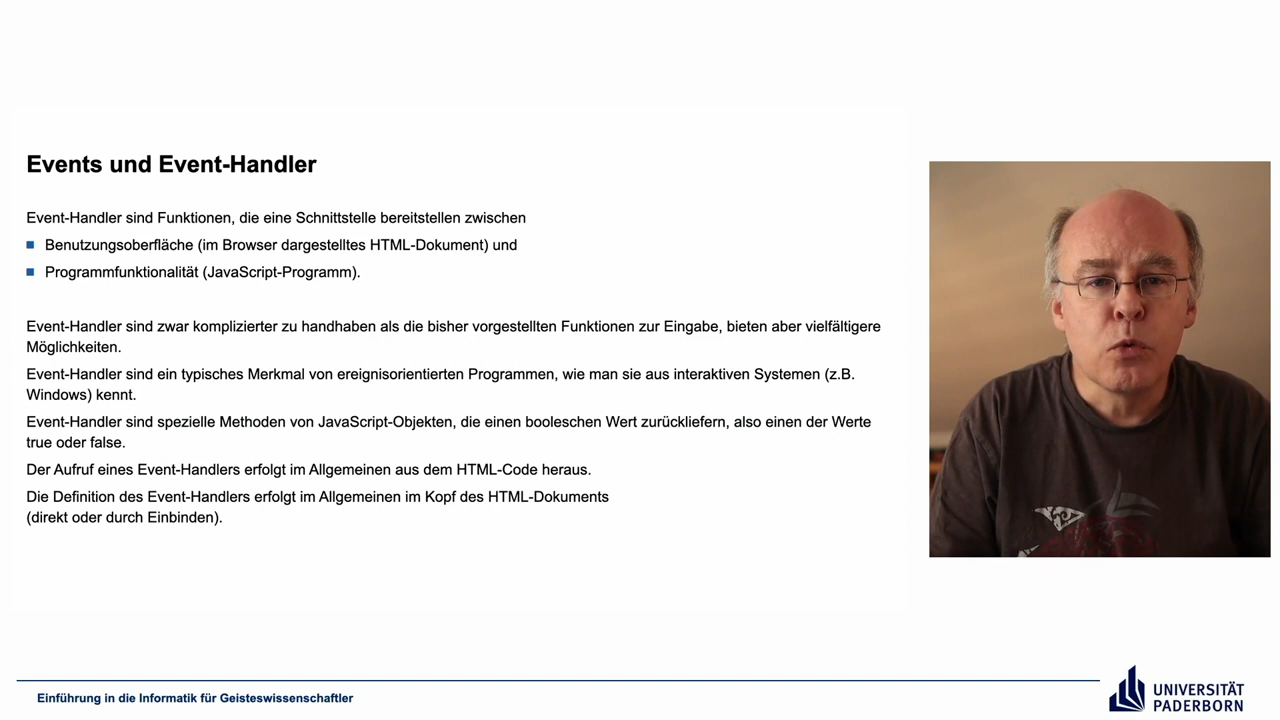 Events und Event-Handler
Event-Handler sind Funktionen, die eine Schnittstelle bereitstellen zwischen
Benutzungsoberfläche (im Browser dargestelltes HTML-Dokument) und
Programmfunktionalität (JavaScript-Programm).
Event-Handler sind zwar komplizierter zu handhaben als die bisher vorgestellten Funktionen zur Eingabe, bieten aber vielfältigere
Möglichkeiten.
Event-Handler sind ein typisches Merkmal von ereignisorientierten Programmen, wie man sie aus interaktiven Systemen (z.B.
Windows) kennt.
Event-Handler sind spezielle Methoden von JavaScript-Objekten, die einen booleschen Wert zurückliefern, also einen der Werte
true oder false.
Der Aufruf eines Event-Handlers erfolgt im Allgemeinen aus dem HTML-Code heraus.
Die Definition des Event-Handlers erfolgt im Allgemeinen im Kopf des HTML-Dokuments
(direkt oder durch Einbinden).
Einführung in die Informatik für Geisteswissenschaftler
UNIVERSITÄT
PADERBORN